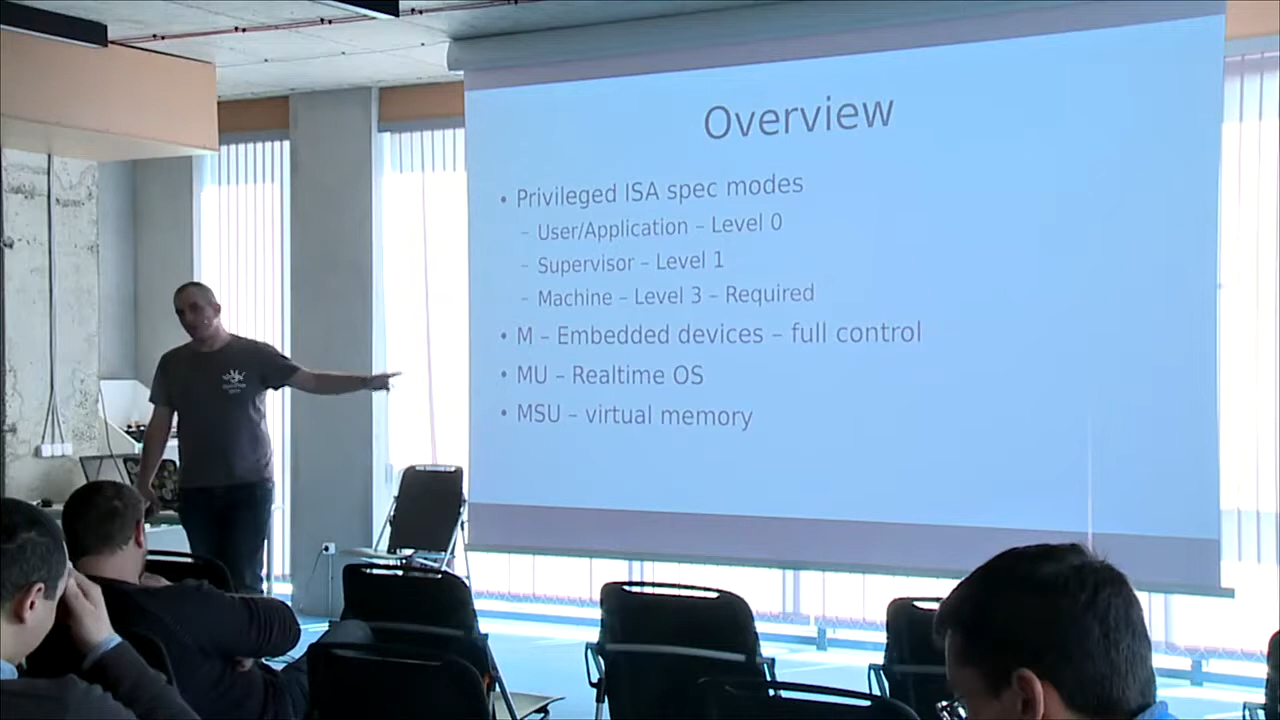 Overview
• Privileged ISA spec modes
– User/Application – Level 0
– Supervisor – Level 1
– Machine – Level 3 – Required
• M – Embedded devices – full control
• MU – Realtime OS
• MSU – virtual memory